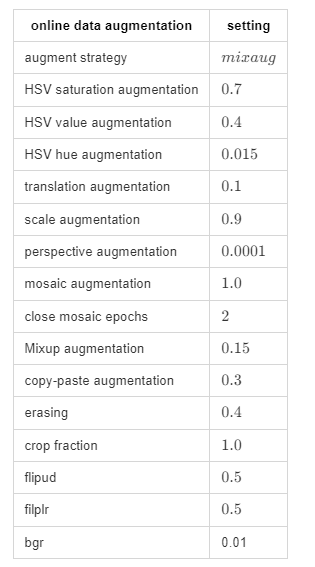 online data augmentation setting
augment strategy mixaug
HSV saturation augmentation 0.7
HSV value augmentation 0.4
HSV hue augmentation 0.015
translation augmentation 0.1
scale augmentation 0.9
perspective augmentation 0.0001
mosaic augmentation 1.0
close mosaic epochs 2
Mixup augmentation 0.15
copy-paste augmentation 0.3
erasing 0.4
crop fraction 1.0
flipud 0.5
filplr 0.5
bgr 0.01